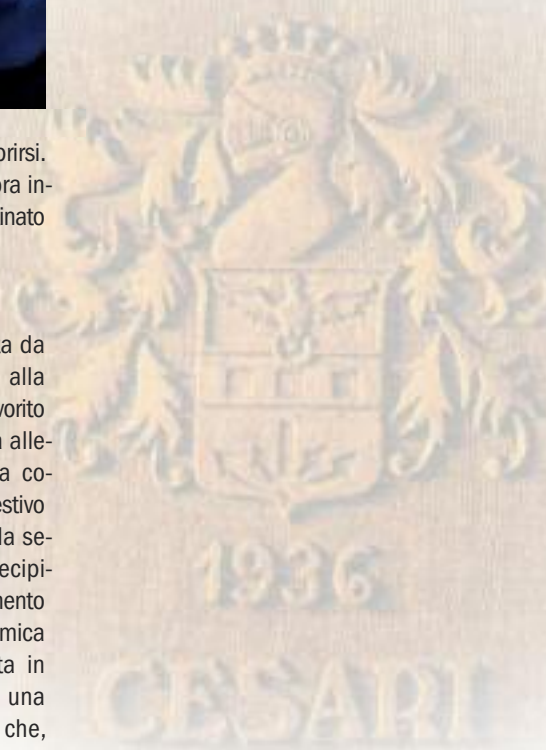 prirsi.
ora in-
inato
a da
alla
vorito
a alle-
a co-
estivo
la se-
ecipi-
mento
mica
ta in
una
che,
1936
CESARI